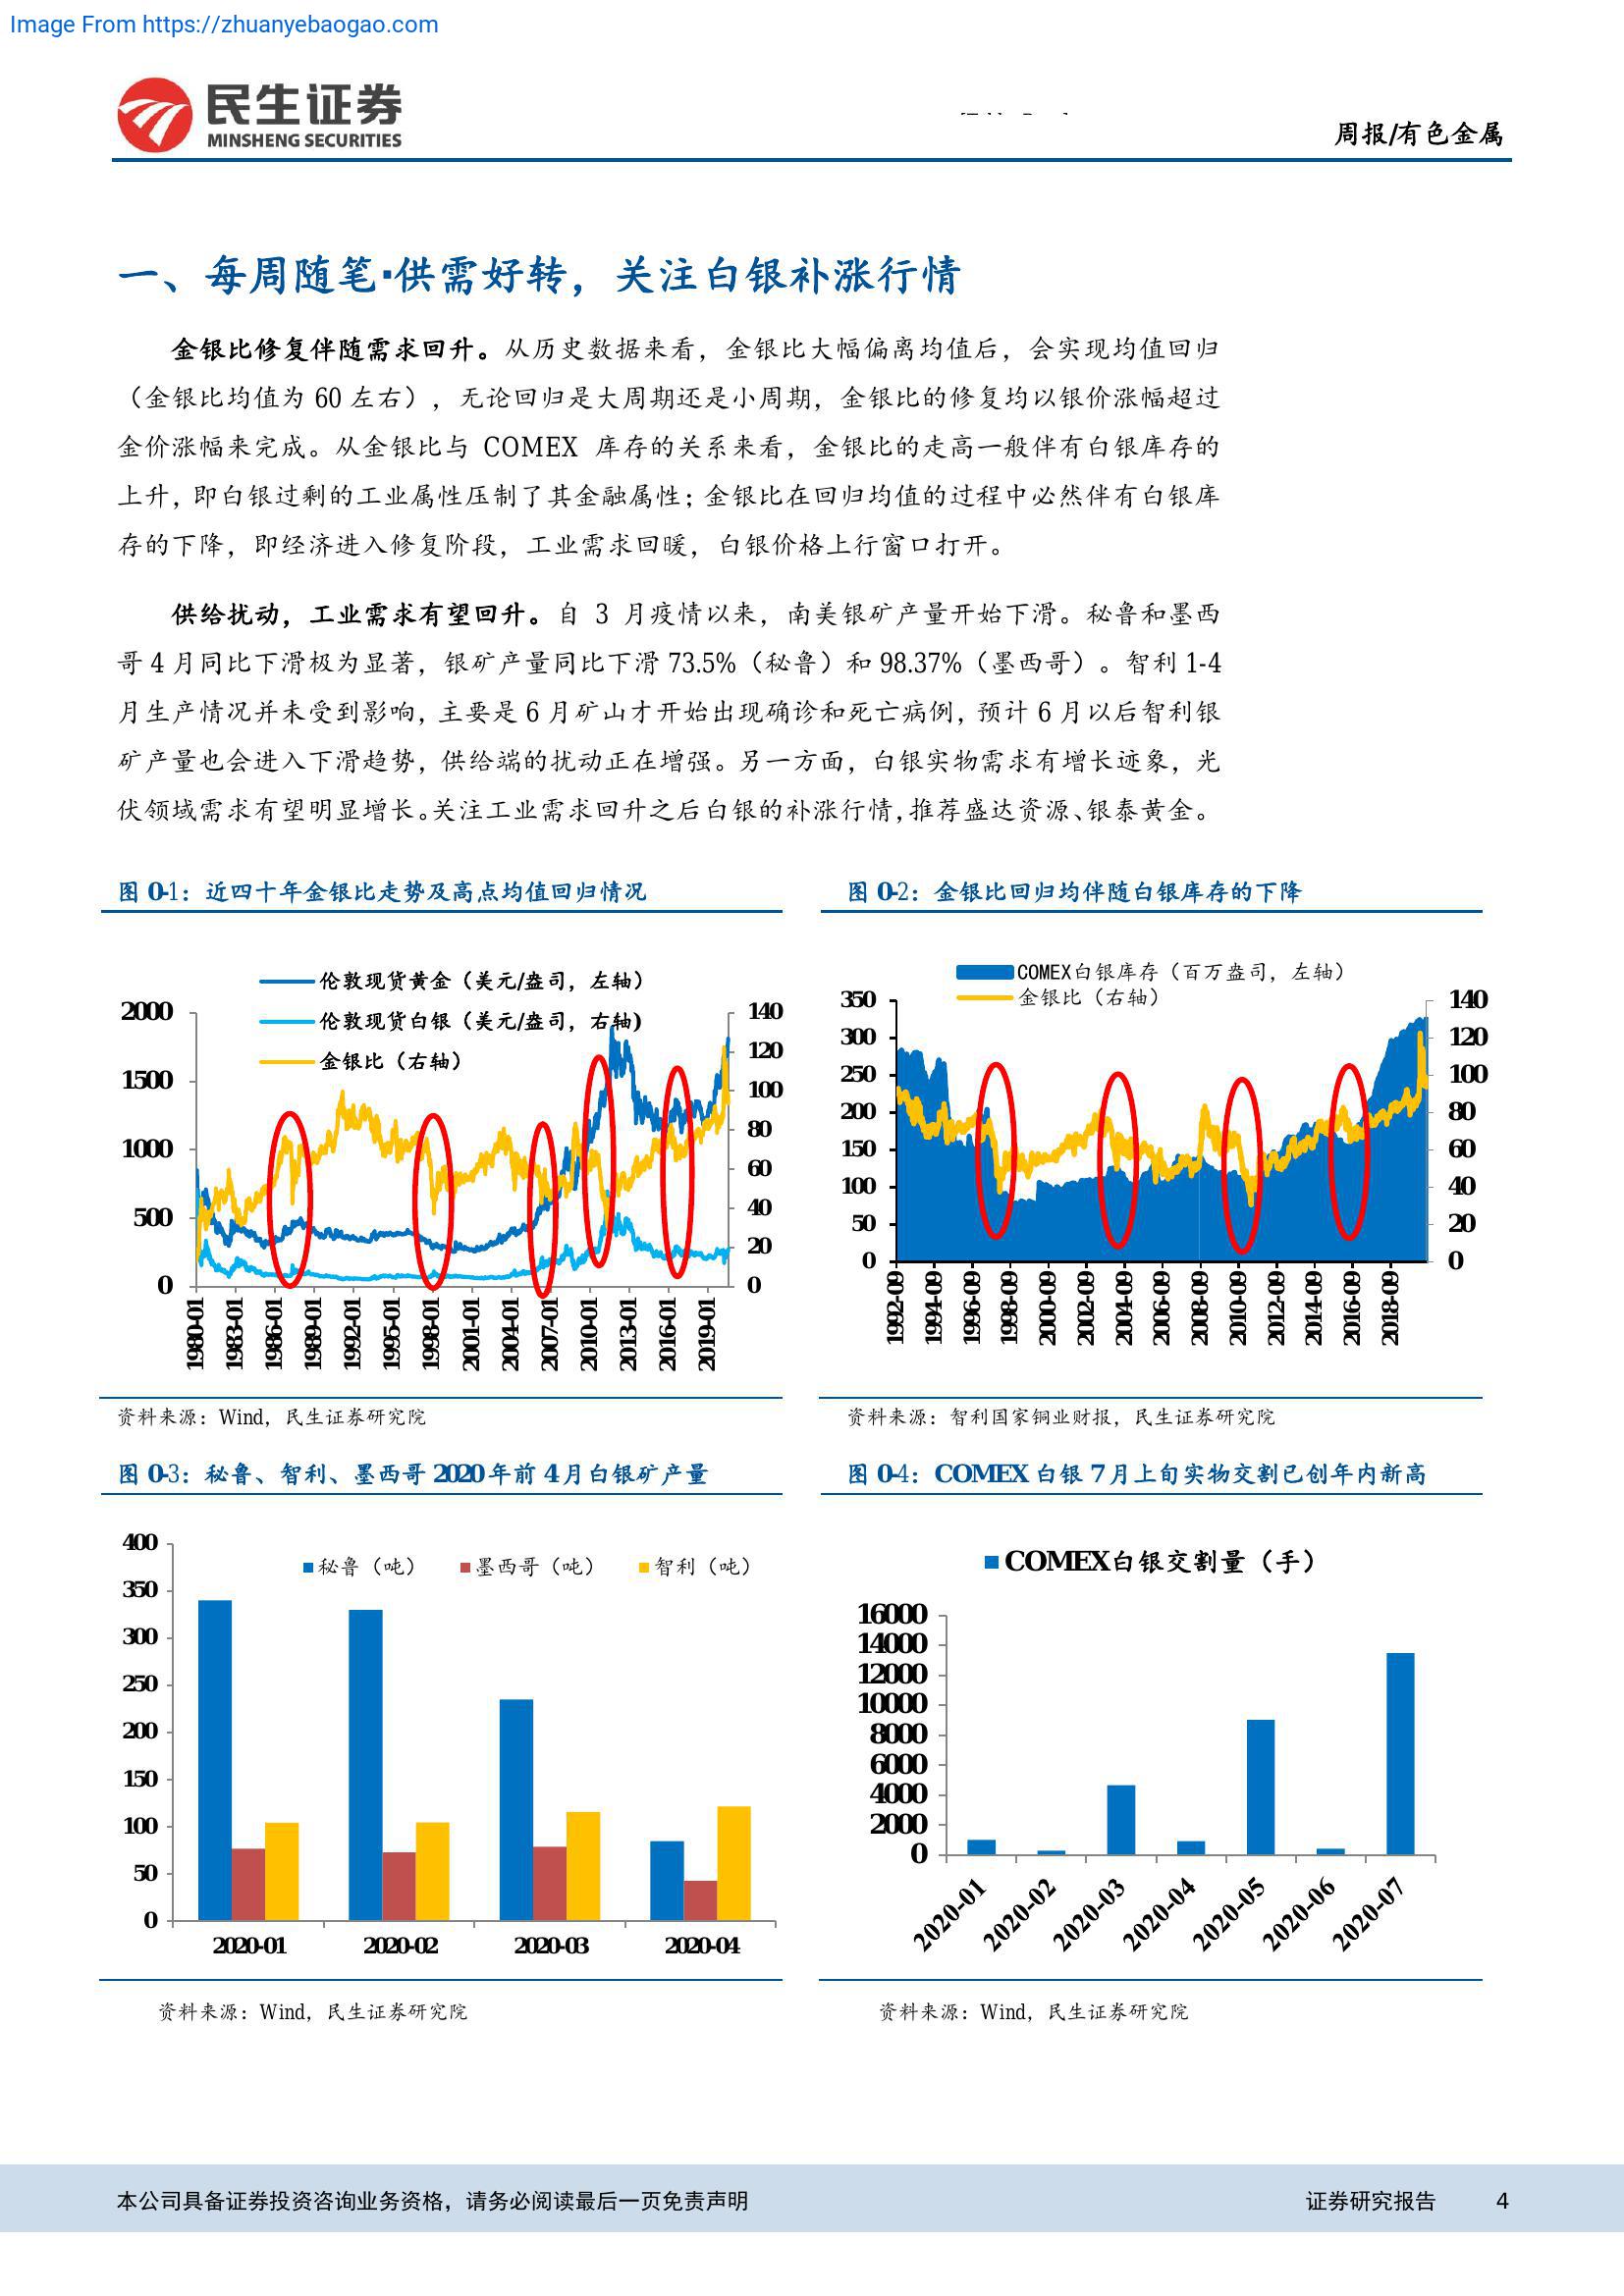 Image From https://zhuanyebaogao.com
民生证券
MINSHENG SECURITIES
周报/有色金属
一、每周随笔·供需好转，关注白银补涨行情
金银比修复伴随需求回升。从历史数据来看，金银比大幅偏离均值后，会实现均值回归
（金银比均值为 60 左右），无论回归是大周期还是小周期，金银比的修复均以银价涨幅超过
金价涨幅来完成。从金银比与 COMEX 库存的关系来看，金银比的走高一般伴有白银库存的
上升，即白银过剩的工业属性压制了其金融属性；金银比在回归均值的过程中必然伴有白银库
存的下降，即经济进入修复阶段，工业需求回暖，白银价格上行窗口打开。
供给扰动，工业需求有望回升。自 3 月疫情以来，南美银矿产量开始下滑。秘鲁和墨西
哥 4 月同比下滑极为显著，银矿产量同比下滑 73.5%（秘鲁）和 98.37%（墨西哥）。智利 1-4
月生产情况并未受到影响，主要是 6 月矿山才开始出现确诊和死亡病例，预计 6 月以后智利银
矿产量也会进入下滑趋势，供给端的扰动正在增强。另一方面，白银实物需求有增长迹象，光
伏领域需求有望明显增长。关注工业需求回升之后白银的补涨行情，推荐盛达资源、银泰黄金。
图 0-1：近四十年金银比走势及高点均值回归情况
伦敦现货黄金（美元/盎司，左轴）
伦敦现货白银（美元/盎司，右轴）
金银比（右轴）
2000
1500
1000
500
0
140
120
100
80
60
40
20
0
1980-01
1983-01
1986-01
1989-01
1992-01
1995-01
1998-01
2001-01
2004-01
2007-01
2010-01
2013-01
2016-01
2019-01
资料来源：Wind，民生证券研究院
图 0-2：金银比回归均伴随白银库存的下降
COMEX白银库存（百万盎司，左轴）
金银比（右轴）
350
300
250
200
150
100
50
0
140
120
100
80
60
40
20
0
1992-09
1994-09
1996-09
1998-09
2000-09
2002-09
2004-09
2006-09
2008-09
2010-09
2012-09
2014-09
2016-09
2018-09
资料来源：智利国家铜业财报，民生证券研究院
图 0-3：秘鲁、智利、墨西哥 2020 年前 4 月白银矿产量
秘鲁（吨）
墨西哥（吨）
智利（吨）
400
350
300
250
200
150
100
50
0
2020-01
2020-02
2020-03
2020-04
资料来源：Wind，民生证券研究院
图 0-4：COMEX 白银 7 月上旬实物交割已创年内新高
COMEX白银交割量（手）
16000
14000
12000
10000
8000
6000
4000
2000
0
2020-01
2020-02
2020-03
2020-04
2020-05
2020-06
2020-07
资料来源：Wind，民生证券研究院
本公司具备证券投资咨询业务资格，请务必阅读最后一页免责声明
证券研究报告
4